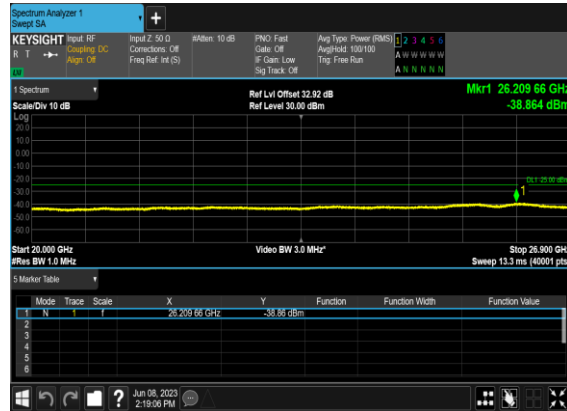 Spectrum Analyzer 1
Swept SA
+
KEYSIGHT Input: RF Input Z: 50 Ω #Atten: 10 dB PNO: Fast Avg Type: Power (RMS) 1 2 3 4 5 6
R T Coupling: DC Corrections: Off Gate: Off Avg|Hold: 100/100 A W W W W W
Align: Off Freq Ref: Int (S) IF Gain: Low Trig: Free Run
Sig Track: Off A N N N N N
1 Spectrum Ref Lvl Offset 32.92 dB Mkr1 26.209 66 GHz
Scale/Div 10 dB Ref Level 30.00 dBm -38.864 dBm
Log
20.0
10.0
0.00
-10.0
-20.0
DL1 -25.00 dBm
-30.0
1
-40.0
-50.0
-60.0
Start 20.000 GHz Video BW 3.0 MHz* Stop 26.900 GHz
#Res BW 1.0 MHz Sweep 13.3 ms (40001 pts
5 Marker Table
Mode Trace Scale X Y Function Function Width Function Value
1 N 1 f 26.209 66 GHz -38.86 dBm
2
3
4
5
6
? Jun 08, 2023
2:19:06 PM